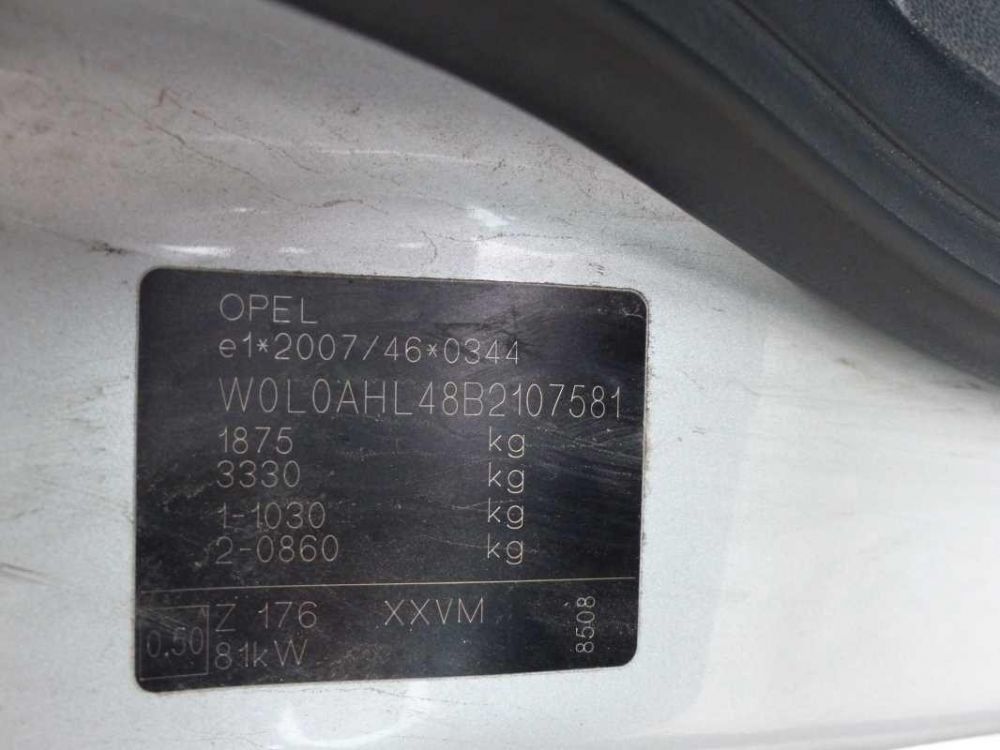 OPEL
e1*2007/46*0344
W0L0AHL48B2107581
1875 kg
3330 kg
1-1030 kg
2-0860 kg
0.50
Z 176 XXVM
81kW
8508